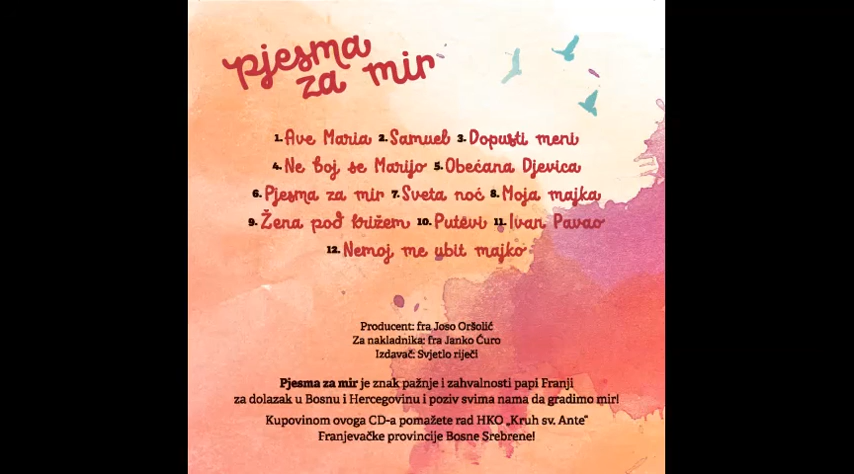 pjesma
za mir
1. Ave Maria 2. Samuel 3. Dopusti meni
4. Ne boj se Marijo 5. Obećana Djevica
6. Pjesma za mir 7. Sveta noć 8. Moja majka
9. Žena pod križem 10. Putevi 11. Ivan Pavao
12. Nemoj me ubit majko
Producent: fra Joso Oršolić
Za nakladnika: fra Janko Ćuro
Izdavač: Svjetlo riječi
Pjesma za mir je znak pažnje i zahvalnosti papi Franji
za dolazak u Bosnu i Hercegovinu i poziv svima nama da gradimo mir!
Kupovinom ovoga CD-a pomažete rad HKO „Kruh sv. Ante“
Franjevačke provincije Bosne Srebrene!